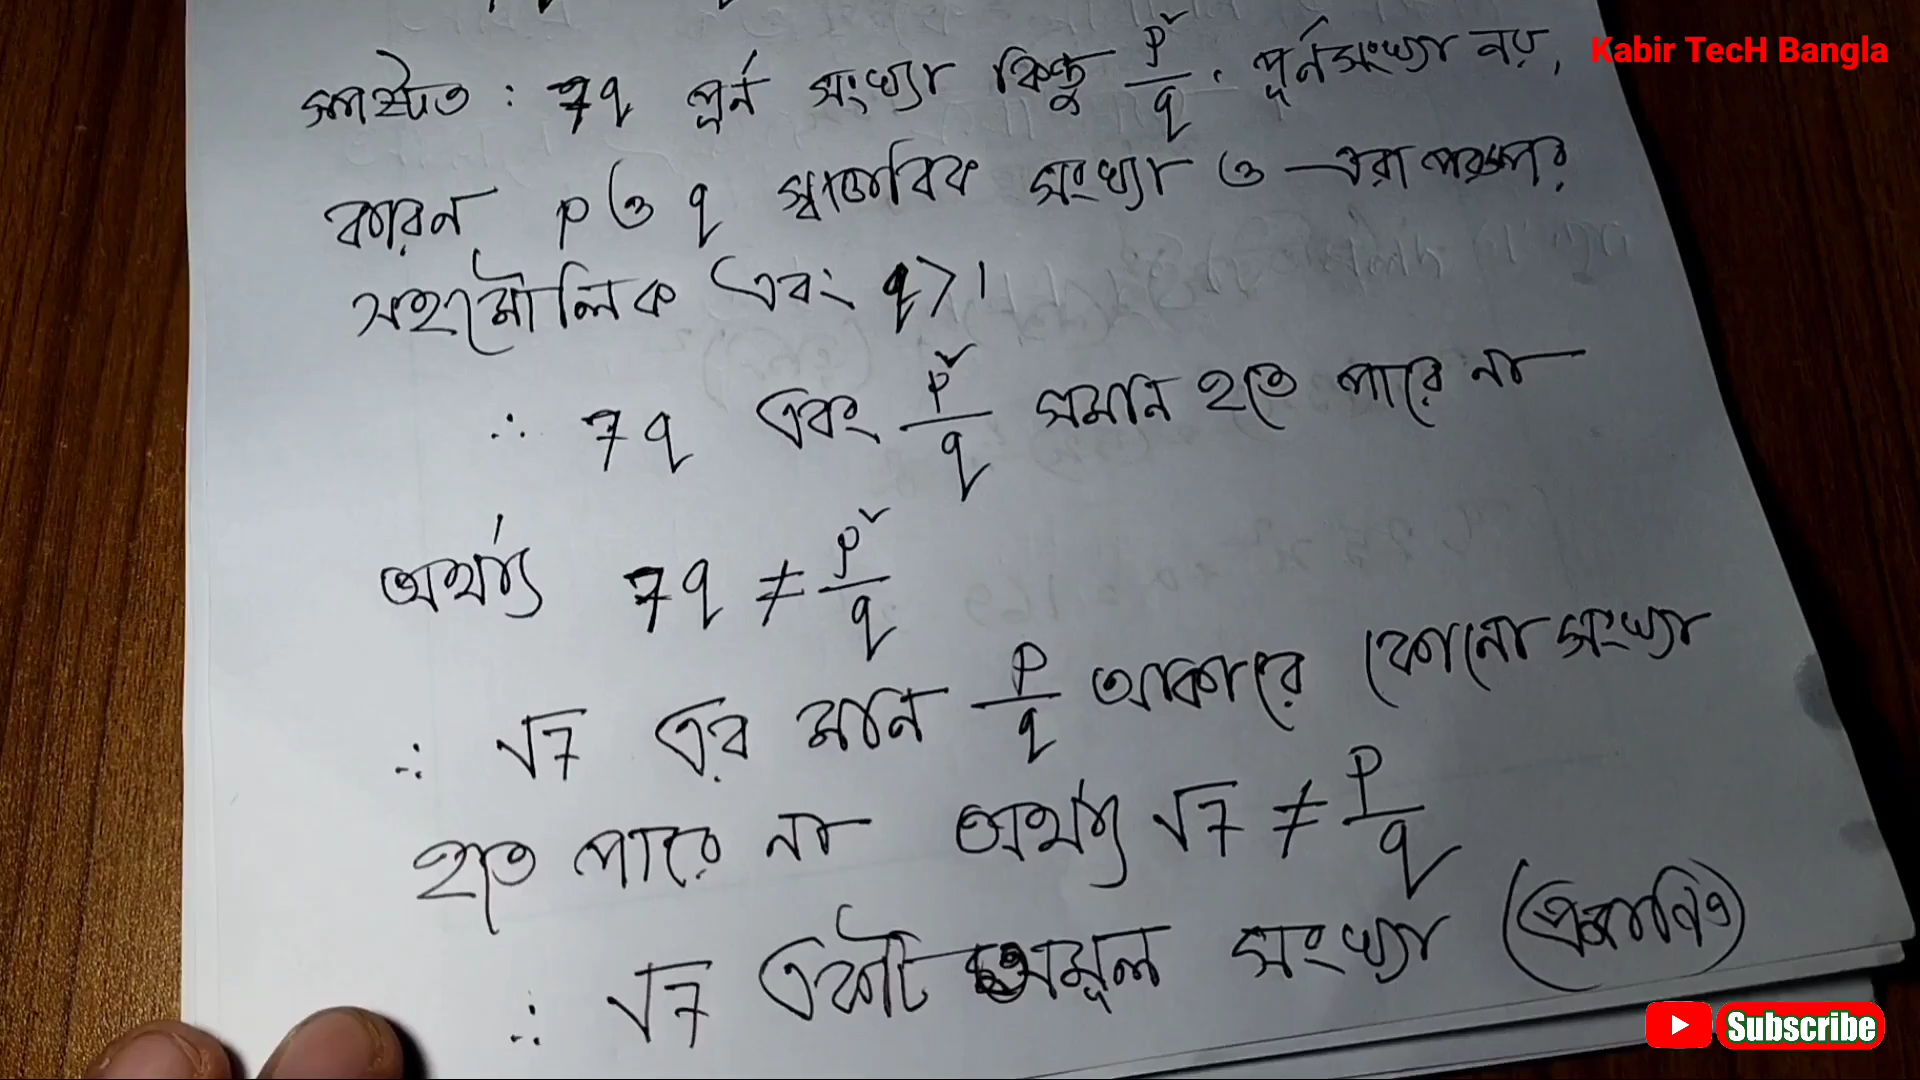 Kabir TecH Bangla
স্পষ্টত : 7q পূর্ন সংখ্যা কিন্তু p²/q . পূর্নসংখ্যা নয়,
কারন p ও q স্বাভাবিক সংখ্যা ও এরা পরস্পর
সহমৌলিক এবং q>1
∴ 7q এবং p²/q সমান হতে পারে না
অর্থাৎ 7q ≠ p²/q
∴ √7 এর মান p/q আকারে কোনো সংখ্যা
হতে পারে না অর্থাৎ √7 ≠ p/q
∴ √7 একটি অমূলদ সংখ্যা (প্রমানিত)
Subscribe